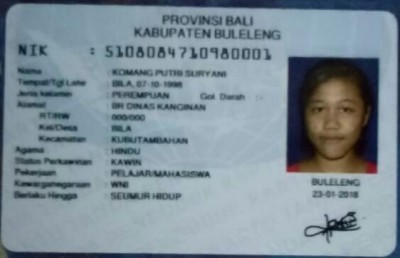 PROVINSI BALI
KABUPATEN BULELENG
NIK : 5108084710980001
Nama : KOMANG PUTRI SURYANI
Tempat/Tgl Lahir : BILA, 07-10-1998
Jenis kelamin : PEREMPUAN Gol. Darah : -
Alamat : BR DINAS KANGINAN
RT/RW : 000/000
Kel/Desa : BILA
Kecamatan : KUBUTAMBAHAN
Agama : HINDU
Status Perkawinan : KAWIN
Pekerjaan : PELAJAR/MAHASISWA
Kewarganegaraan : WNI
Berlaku Hingga : SEUMUR HIDUP
BULELENG
23-01-2018